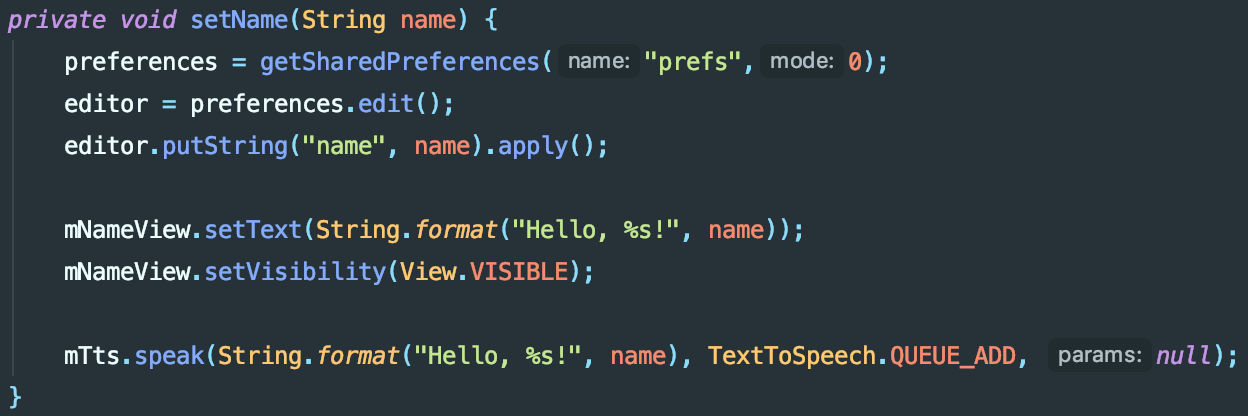 private void setName(String name) {
preferences = getSharedPreferences( name: "prefs", mode: 0);
editor = preferences.edit();
editor.putString("name", name).apply();
mNameView.setText(String.format("Hello, %s!", name));
mNameView.setVisibility(View.VISIBLE);
mTts.speak(String.format("Hello, %s!", name), TextToSpeech.QUEUE_ADD, params: null);
}